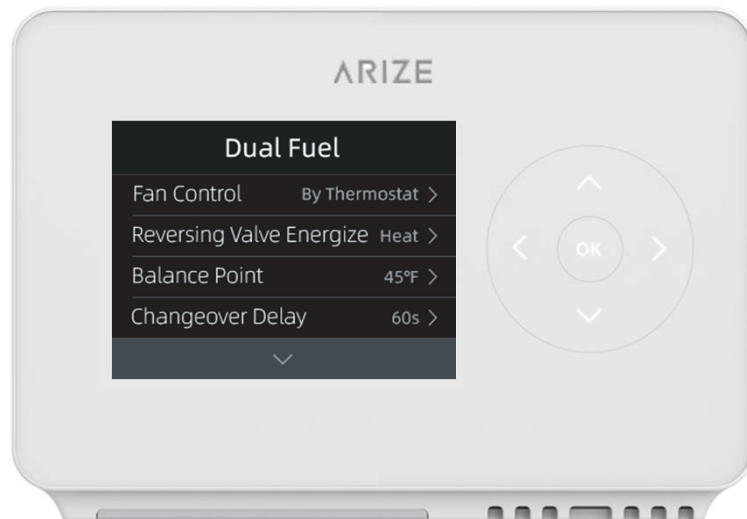 ARIZE
Dual Fuel
Fan Control By Thermostat >
Reversing Valve Energize Heat >
Balance Point 45°F >
Changeover Delay 60s >
OK